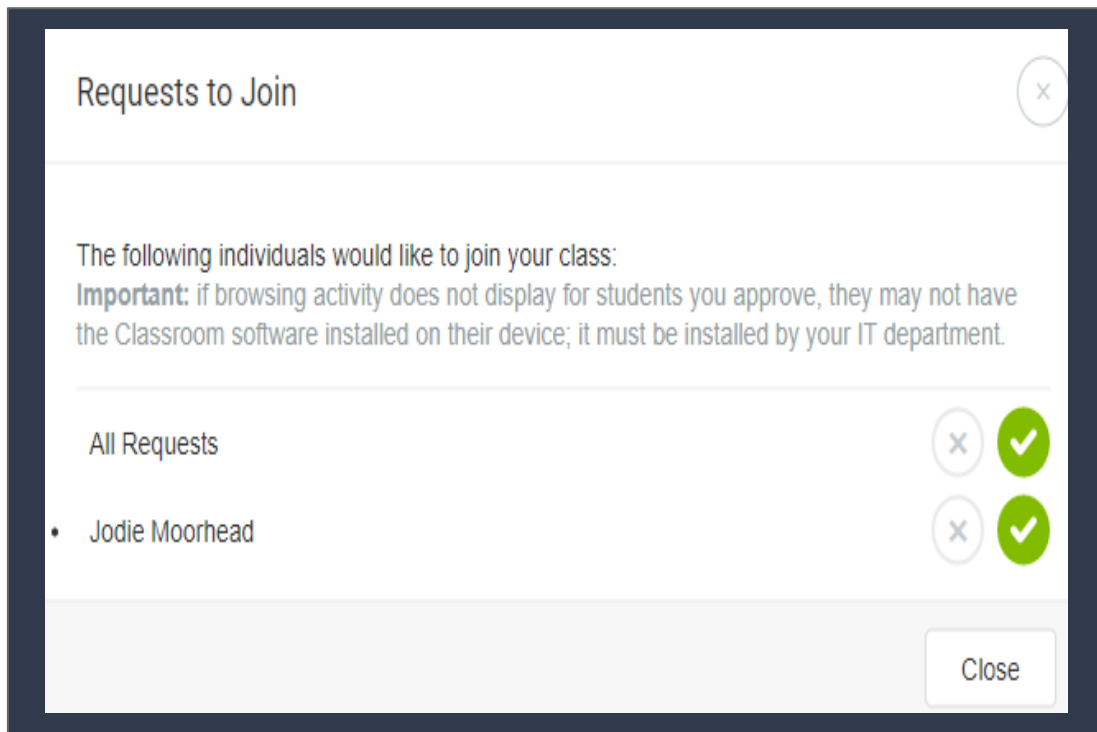 Requests to Join
The following individuals would like to join your class:
Important: if browsing activity does not display for students you approve, they may not have
the Classroom software installed on their device; it must be installed by your IT department.
All Requests
• Jodie Moorhead
Close